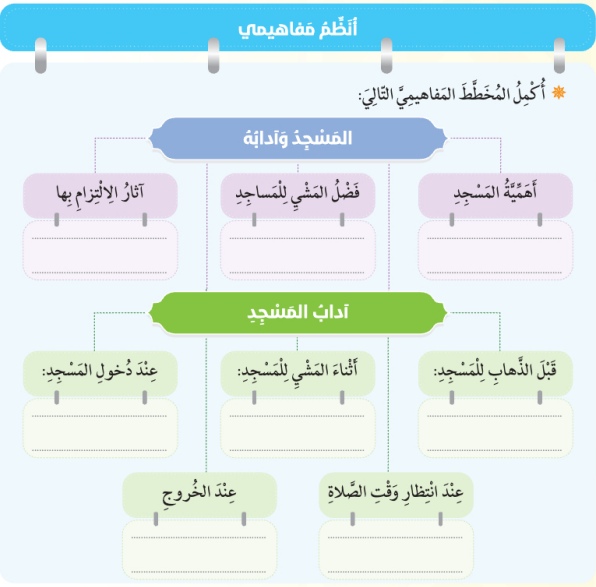 أُنَظِّمُ مَفاهيمي
أُكْمِلُ المُخَطَّطَ المَفاهيمِيَّ التّالِيَ:
المَسْجِدُ وَآدابُهُ
أَهَمِّيَّةُ المَسْجِدِ
فَضْلُ المَشْيِ لِلْمَساجِدِ
آثارُ الِالْتِزامِ بِها
آدابُ المَسْجِدِ
قَبْلَ الذَّهابِ لِلْمَسْجِدِ:
أَثْناءَ المَشْيِ لِلْمَسْجِدِ:
عِنْدَ دُخولِ المَسْجِدِ:
عِنْدَ انْتِظارِ وَقْتِ الصَّلاةِ
عِنْدَ الخُروجِ